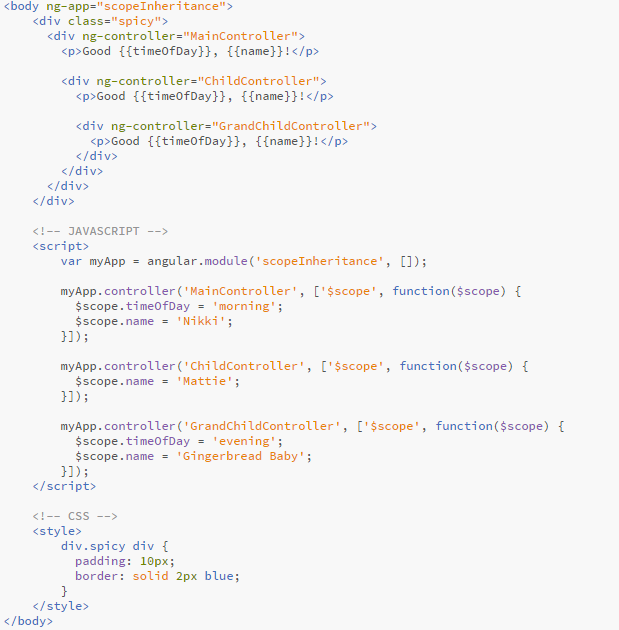 <body ng-app="scopeInheritance">
    <div class="spicy">
      <div ng-controller="MainController">
        <p>Good {{timeOfDay}}, {{name}}!</p>

        <div ng-controller="ChildController">
          <p>Good {{timeOfDay}}, {{name}}!</p>

          <div ng-controller="GrandChildController">
            <p>Good {{timeOfDay}}, {{name}}!</p>
          </div>
        </div>
      </div>
    </div>

    <!-- JAVASCRIPT -->
    <script>
        var myApp = angular.module('scopeInheritance', []);

        myApp.controller('MainController', ['$scope', function($scope) {
          $scope.timeOfDay = 'morning';
          $scope.name = 'Nikki';
        }]);

        myApp.controller('ChildController', ['$scope', function($scope) {
          $scope.name = 'Mattie';
        }]);

        myApp.controller('GrandChildController', ['$scope', function($scope) {
          $scope.timeOfDay = 'evening';
          $scope.name = 'Gingerbread Baby';
        }]);
    </script>

    <!-- CSS -->
    <style>
        div.spicy div {
          padding: 10px;
          border: solid 2px blue;
        }
    </style>
</body>